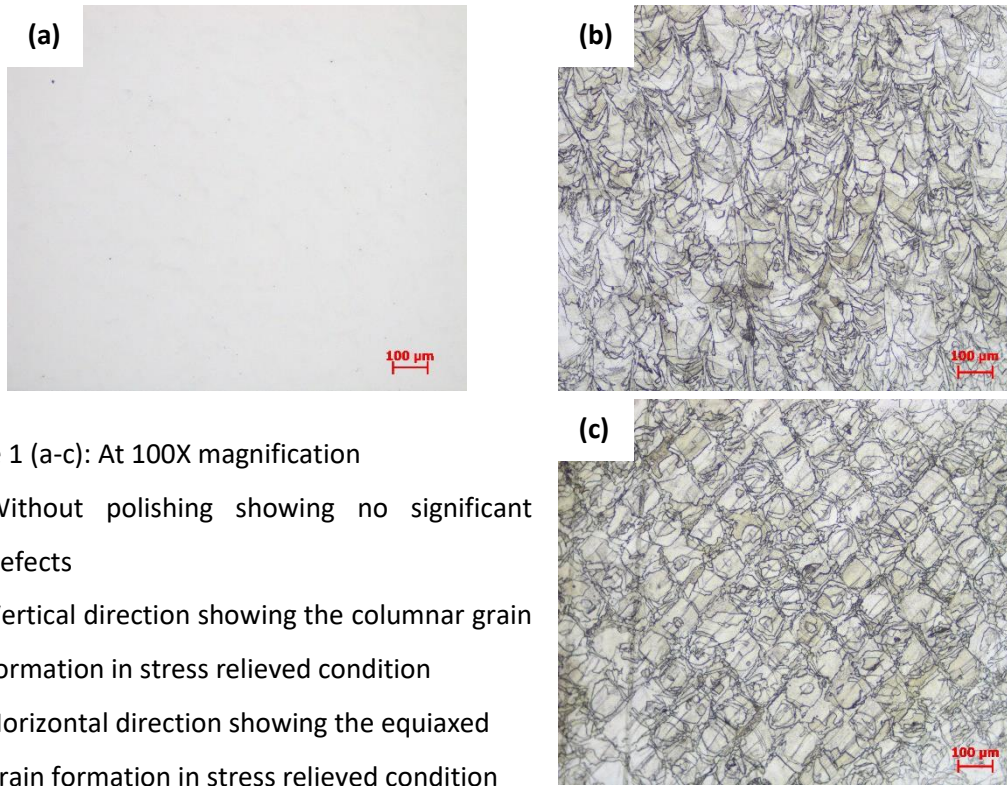 (a)
100 µm
(b)
100 µm
1 (a-c): At 100X magnification
Without polishing showing no significant
efects
Vertical direction showing the columnar grain
ormation in stress relieved condition
Horizontal direction showing the equiaxed
rain formation in stress relieved condition
(c)
100 µm